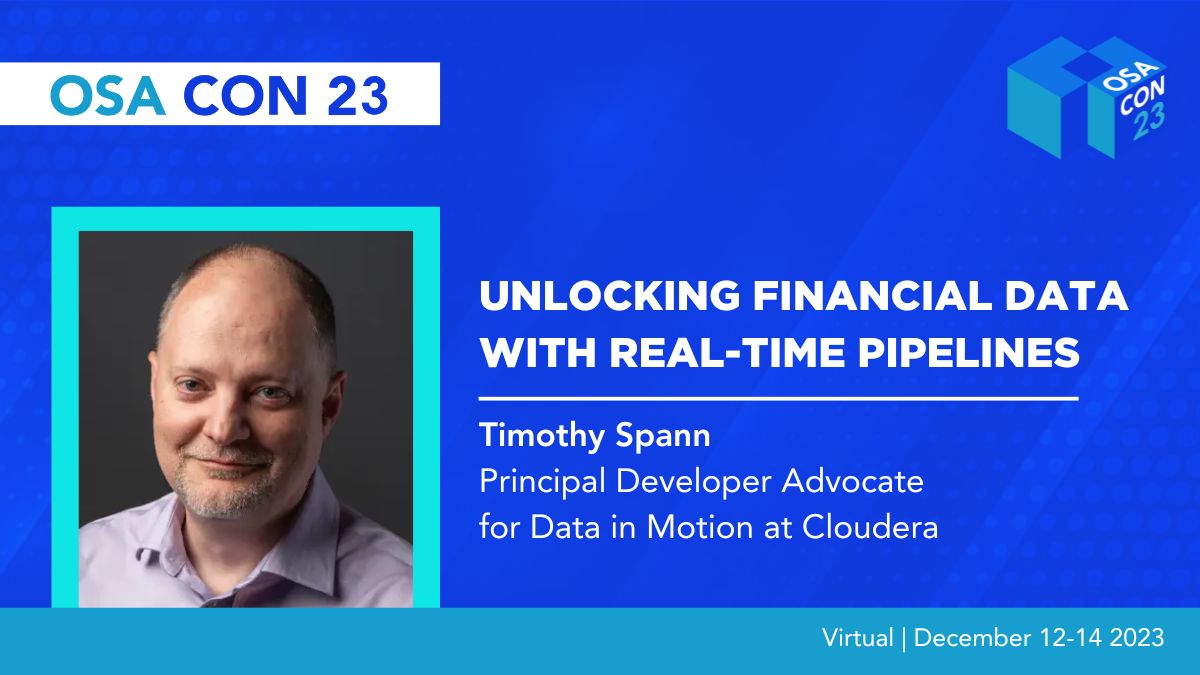 OSA CON 23
OSA
CON
23
UNLOCKING FINANCIAL DATA
WITH REAL-TIME PIPELINES
Timothy Spann
Principal Developer Advocate
for Data in Motion at Cloudera
Virtual | December 12-14 2023